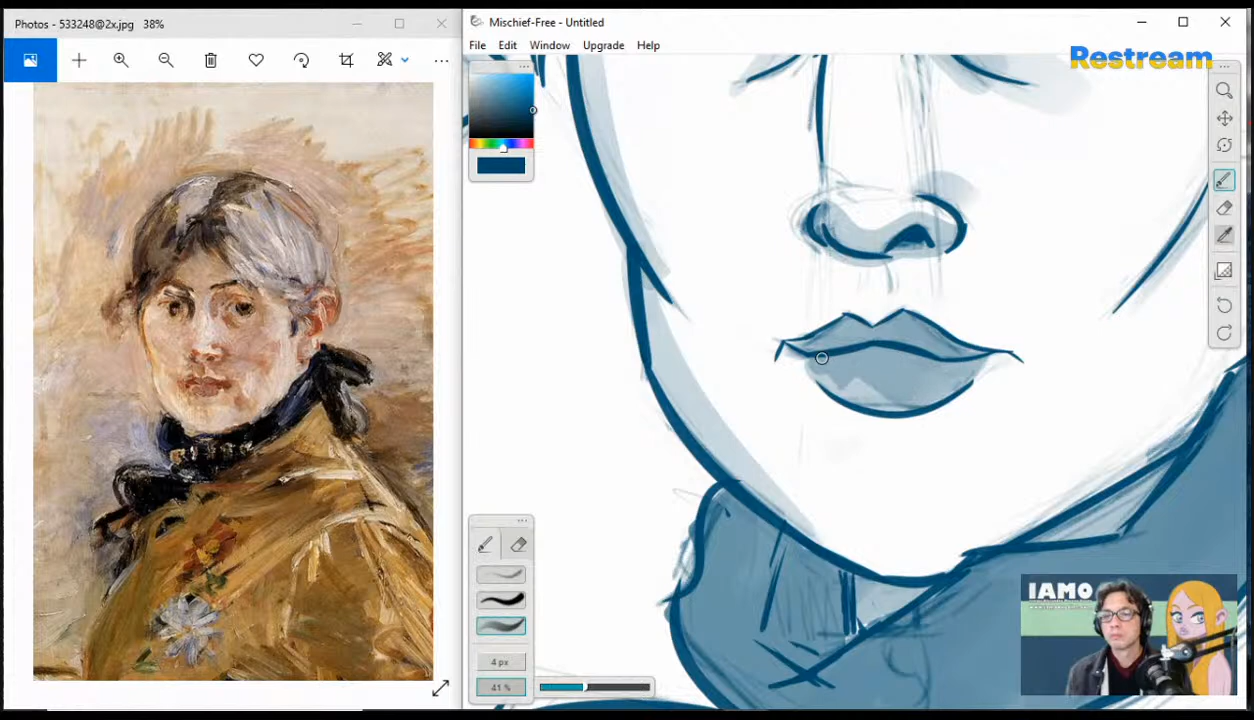 Photos - 533248@2x.jpg 38%
Mischief-Free - Untitled
File Edit Window Upgrade Help
Restream
4 px
41 %
IAMO